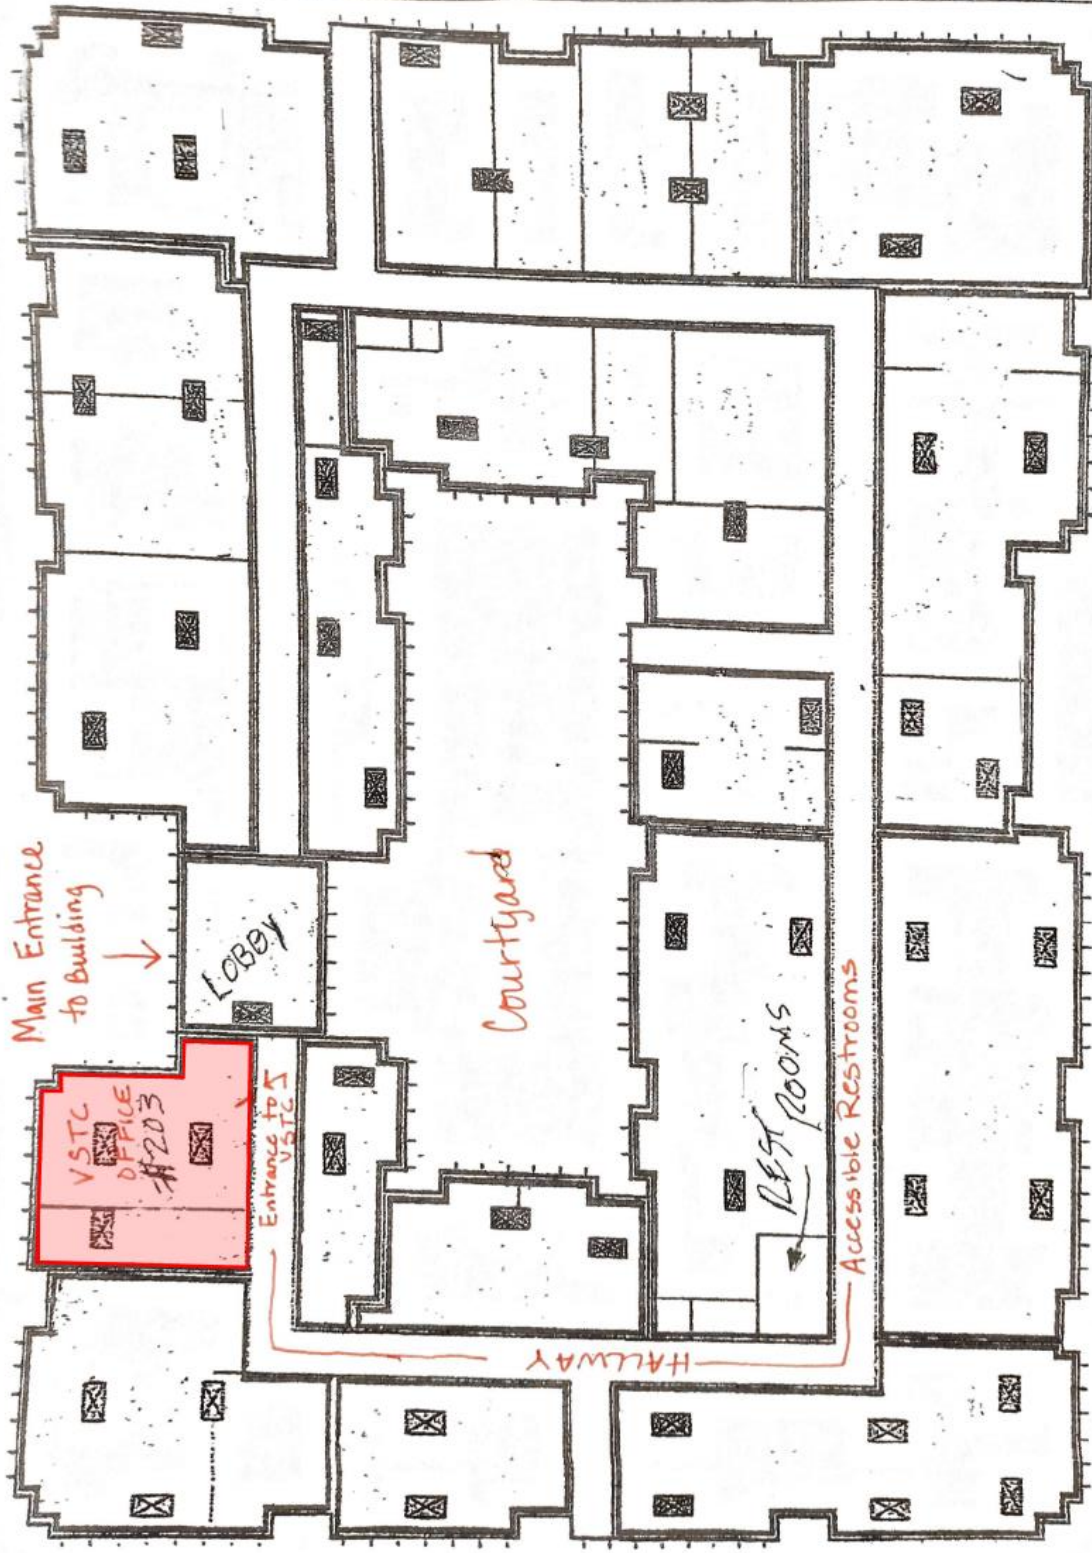 Main Entrance
to Building
VSTC
OFFICE
#203
LOBBY
Entrance to
VSTC
Courtyard
REST
ROOMS
Accessible Restrooms
HALLWAY